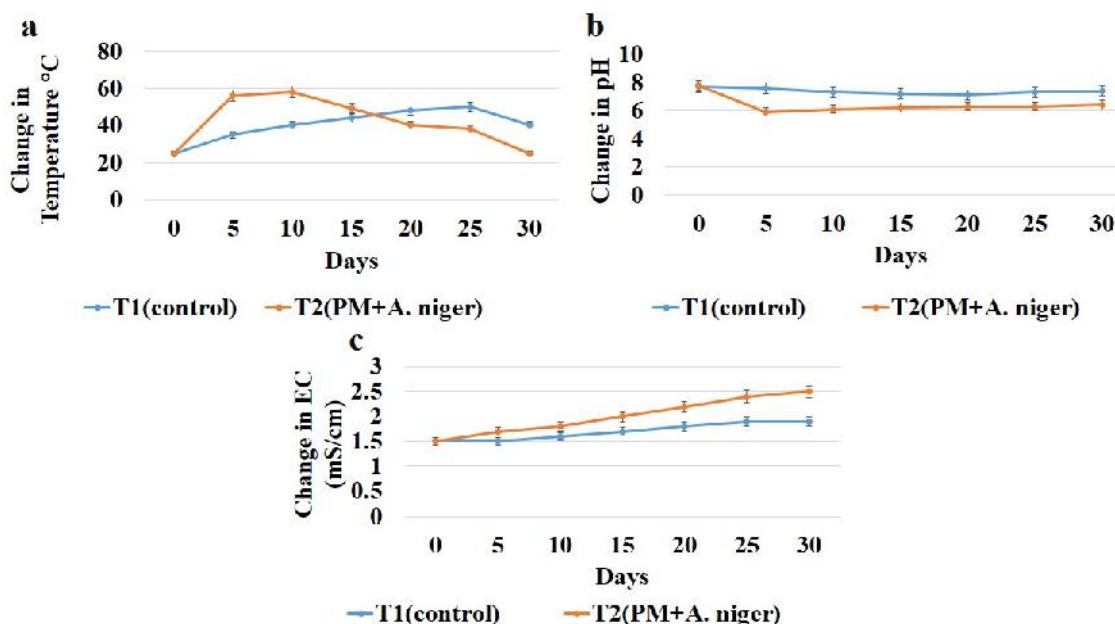 a
Change in
Temperature °C
80
60
40
20
0
0 5 10 15 20 25 30
Days
T1(control) T2(PM+A. niger)
b
Change in pH
10
8
6
4
2
0
0 5 10 15 20 25 30
Days
T1(control) T2(PM+A. niger)
c
Change in EC
(mS/cm)
3
2.5
2
1.5
1
0.5
0
0 5 10 15 20 25 30
Days
T1(control) T2(PM+A. niger)